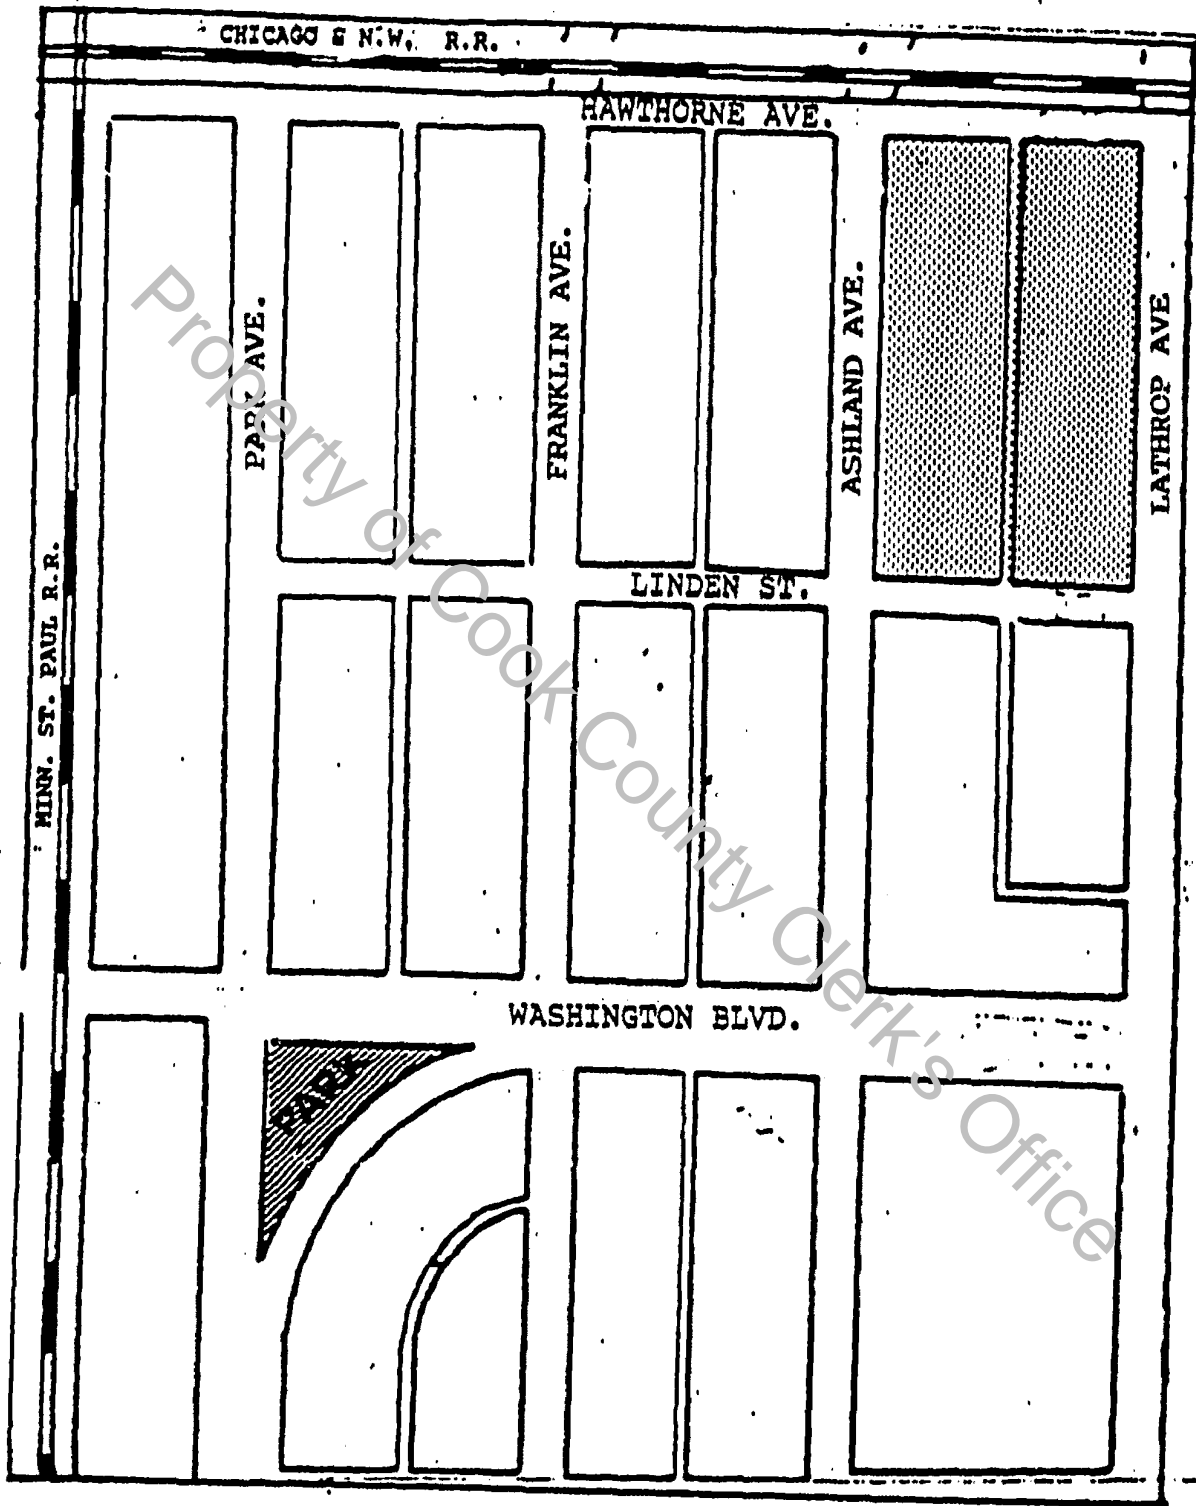 CHICAGO & N.W. R.R.
HAWTHORNE AVE.
PARK AVE.
FRANKLIN AVE.
ASHLAND AVE.
LATHROP AVE
LINDEN ST.
MINN. ST. PAUL R.R.
WASHINGTON BLVD.
PARK
Property of Cook County Clerk's Office